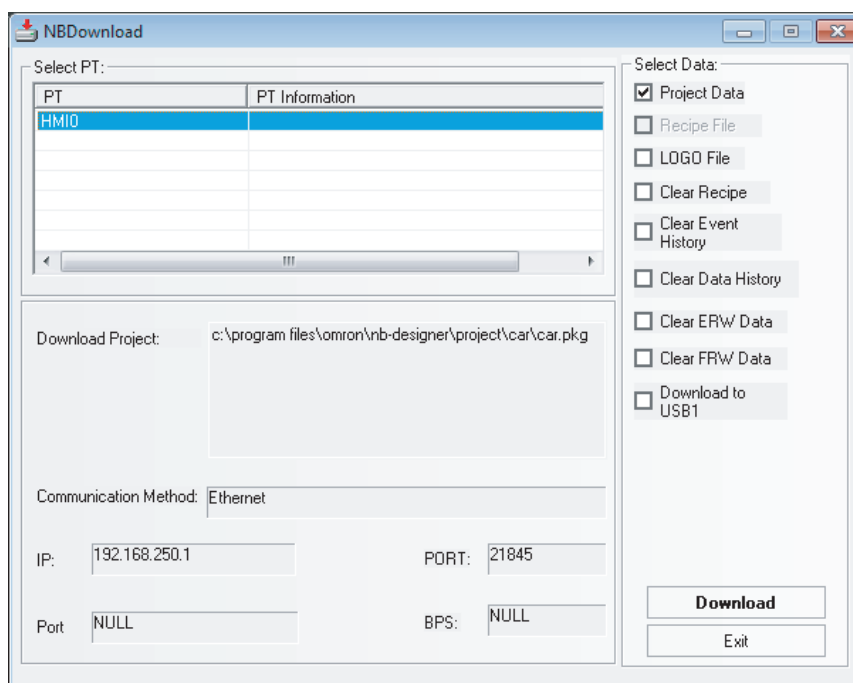 NBDownload
Select PT:
PT PT Information
HMI0
Download Project: c:\program files\omron\nb-designer\project\car\car.pkg
Communication Method: Ethernet
IP: 192.168.250.1 PORT: 21845
Port NULL BPS: NULL
Select Data:
Project Data
Recipe File
LOGO File
Clear Recipe
Clear Event
History
Clear Data History
Clear ERW Data
Clear FRW Data
Download to
USB1
Download
Exit